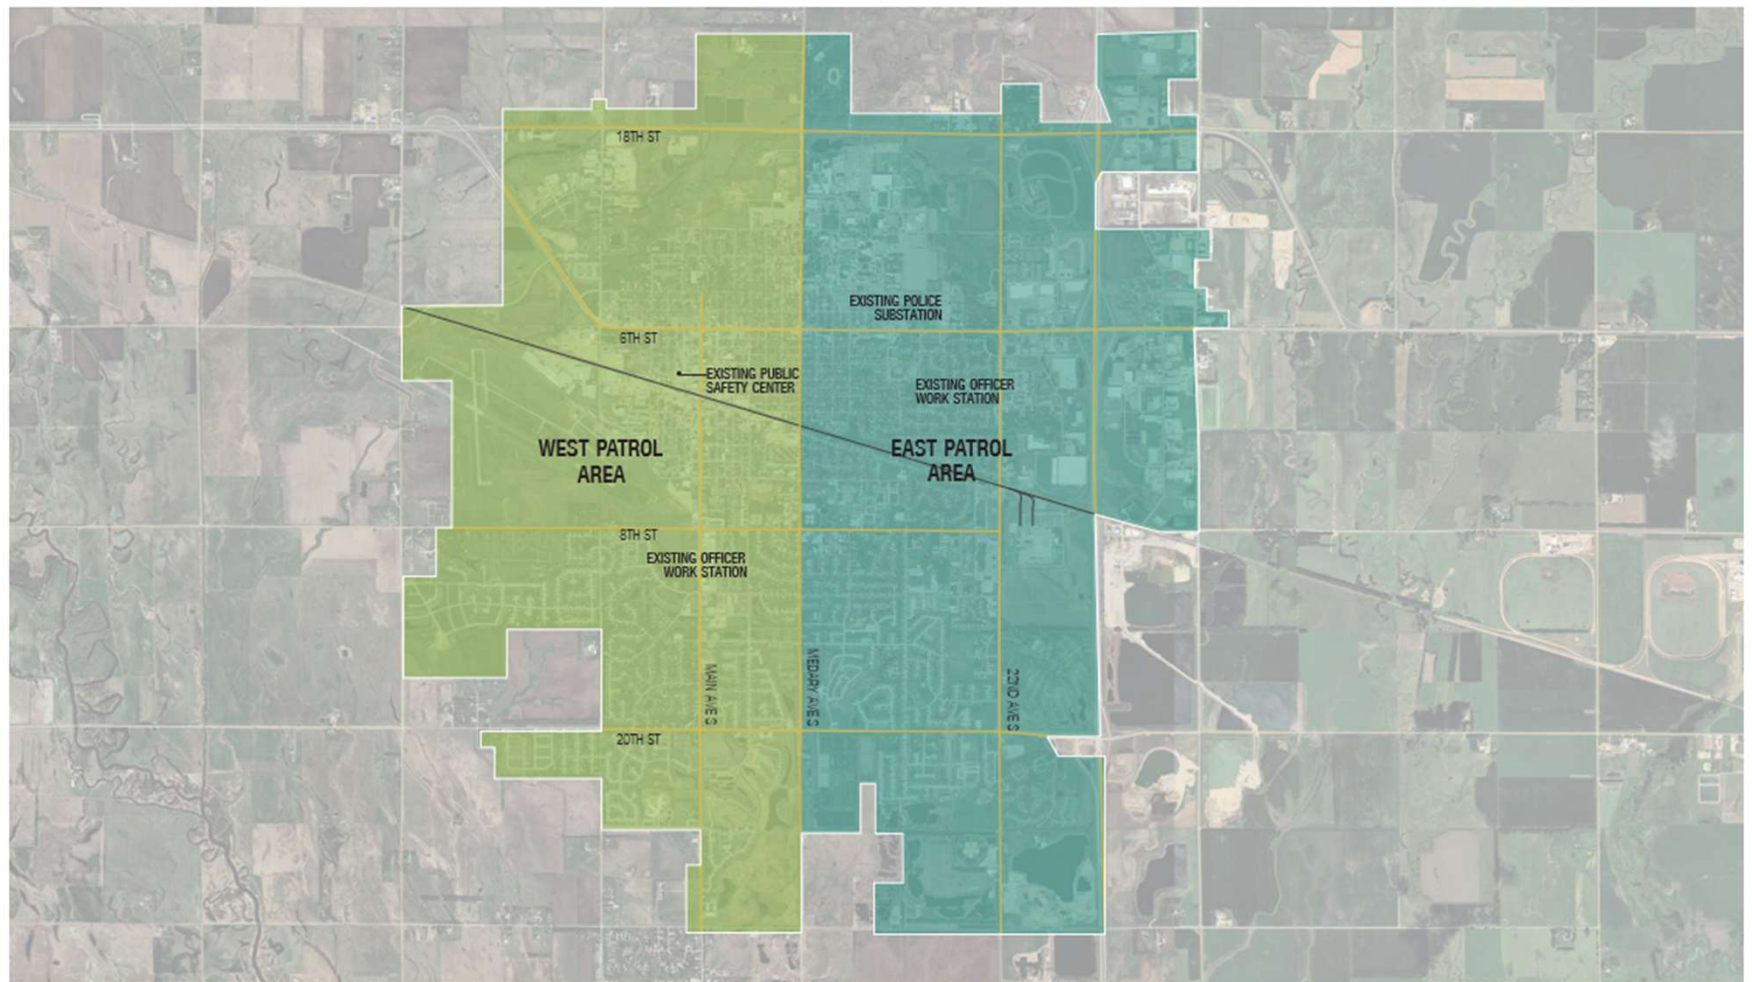 18TH ST
EXISTING POLICE
SUBSTATION
6TH ST
EXISTING PUBLIC
SAFETY CENTER
EXISTING OFFICER
WORK STATION
WEST PATROL
AREA
EAST PATROL
AREA
8TH ST
EXISTING OFFICER
WORK STATION
MAIN AVE S
MEDARY AVE S
22ND AVE S
20TH ST